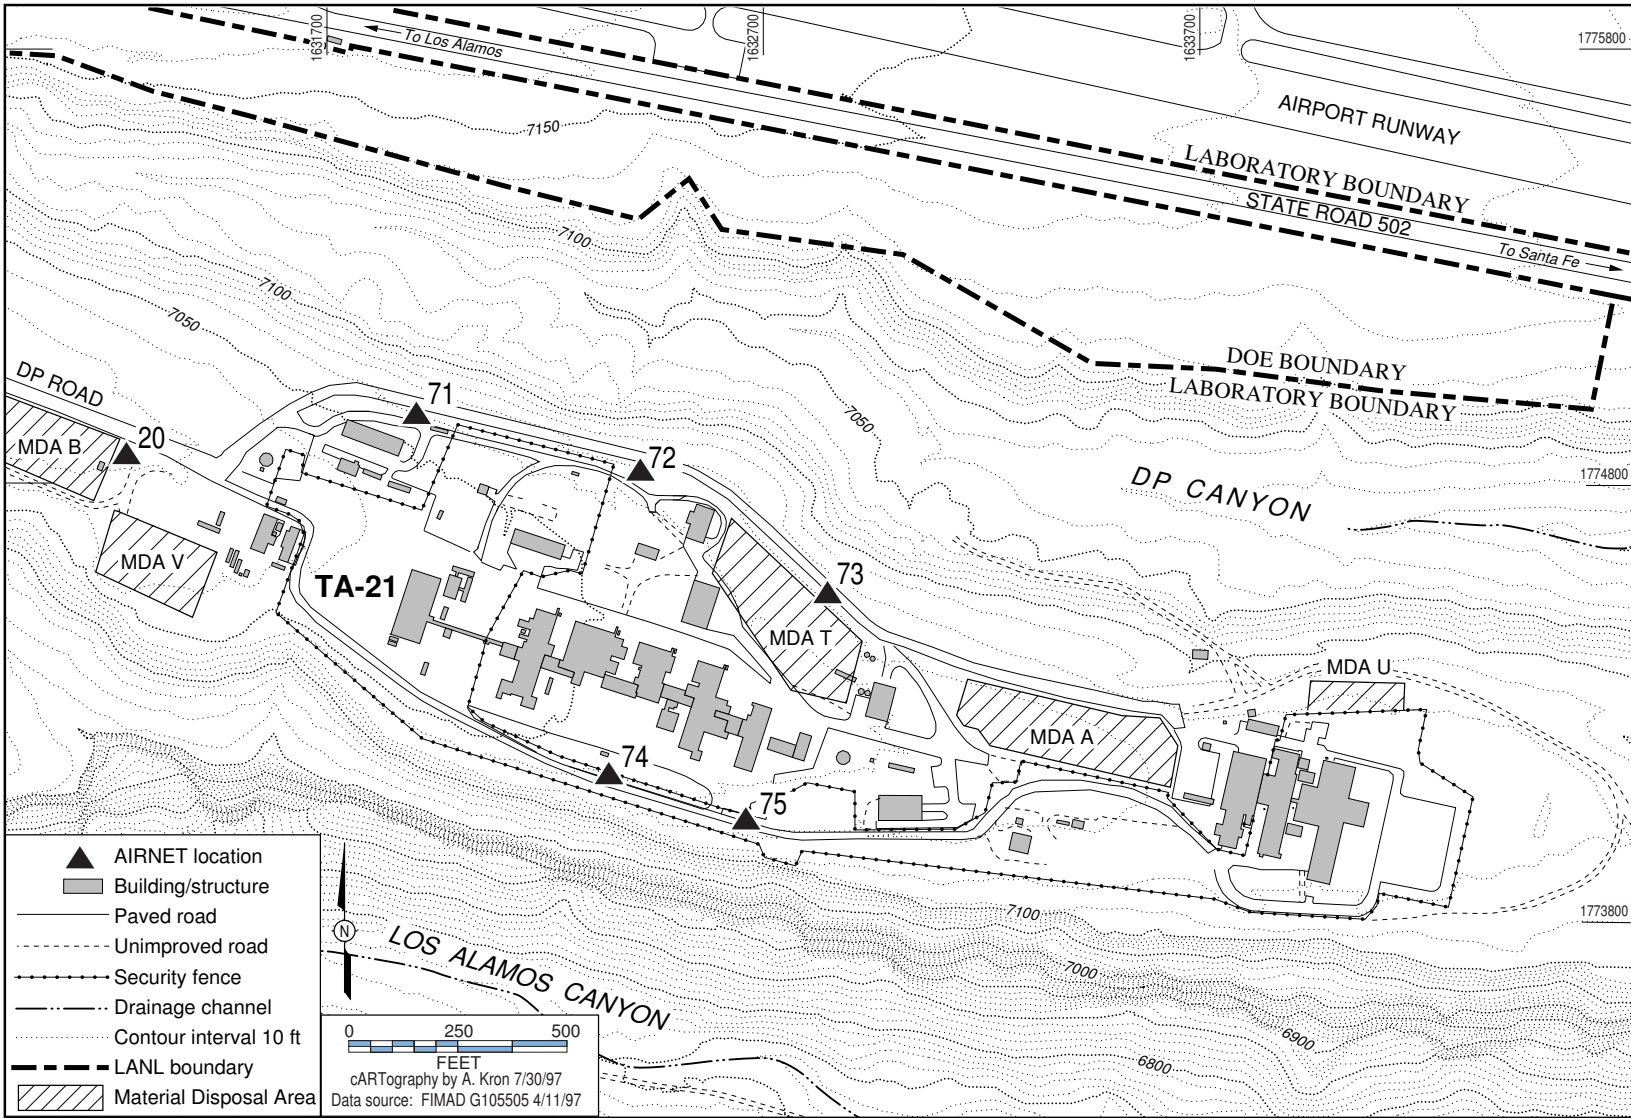 1631700
1632700
1633700
1775800
To Los Alamos
AIRPORT RUNWAY
7150
LABORATORY BOUNDARY
STATE ROAD 502
To Santa Fe
7100
7100
7050
DOE BOUNDARY
LABORATORY BOUNDARY
DP ROAD
71
7050
MDA B
20
72
DP CANYON
1774800
MDA V
TA-21
73
MDA T
MDA U
MDA A
74
75
7100
1773800
LOS ALAMOS CANYON
7000
6900
6800
AIRNET location
Building/structure
Paved road
Unimproved road
Security fence
Drainage channel
Contour interval 10 ft
LANL boundary
Material Disposal Area
N
0 250 500
FEET
cARTography by A. Kron 7/30/97
Data source: FIMAD G105505 4/11/97